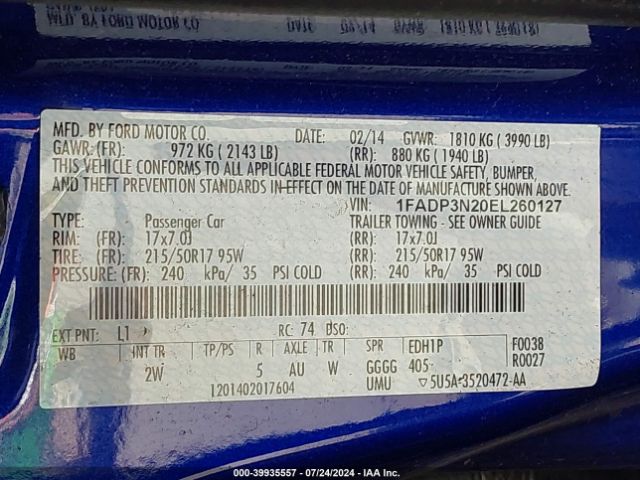 MFD. BY FORD MOTOR CO. DATE: 02/14 GVWR: 1810 KG ( 3990 LB)
GAWR: (FR): 972 KG ( 2143 LB) (RR): 880 KG ( 1940 LB)
THIS VEHICLE CONFORMS TO ALL APPLICABLE FEDERAL MOTOR VEHICLE SAFETY, BUMPER,
AND THEFT PREVENTION STANDARDS IN EFFECT ON THE DATE OF MANUFACTURE SHOWN ABOVE.
VIN: 1FADP3N20EL260127
TYPE: Passenger Car TRAILER TOWING - SEE OWNER GUIDE
RIM: (FR): 17x7.0J (RR): 17x7.0J
TIRE: (FR): 215/50R17 95W (RR): 215/50R17 95W
PRESSURE: (FR): 240 kPa/ 35 PSI COLD (RR): 240 kPa/ 35 PSI COLD
EXT PNT: L1 RC: 74 DSO:
WB INT TR TP/PS R AXLE TR SPR EDH1P F0038
2W 5 AU W GGGG 405- R0027
1201402017604 UMU ▽5U5A-3520472-AA
000-39935557 - 07/24/2024 - IAA Inc.